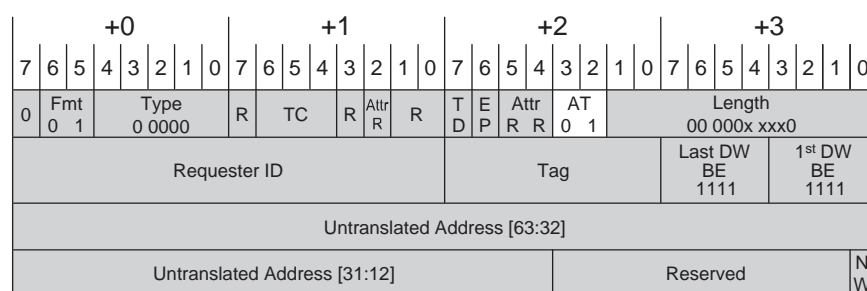 +0 +1 +2 +3
7 6 5 4 3 2 1 0 7 6 5 4 3 2 1 0 7 6 5 4 3 2 1 0 7 6 5 4 3 2 1 0
0 Fmt Type R TC R Attr R T E Attr AT Length
0 1 0 0000 R D P R R 0 1 00 000x xxx0
Requester ID Tag Last DW 1st DW
BE BE
1111 1111
Untranslated Address [63:32]
Untranslated Address [31:12] Reserved N
W